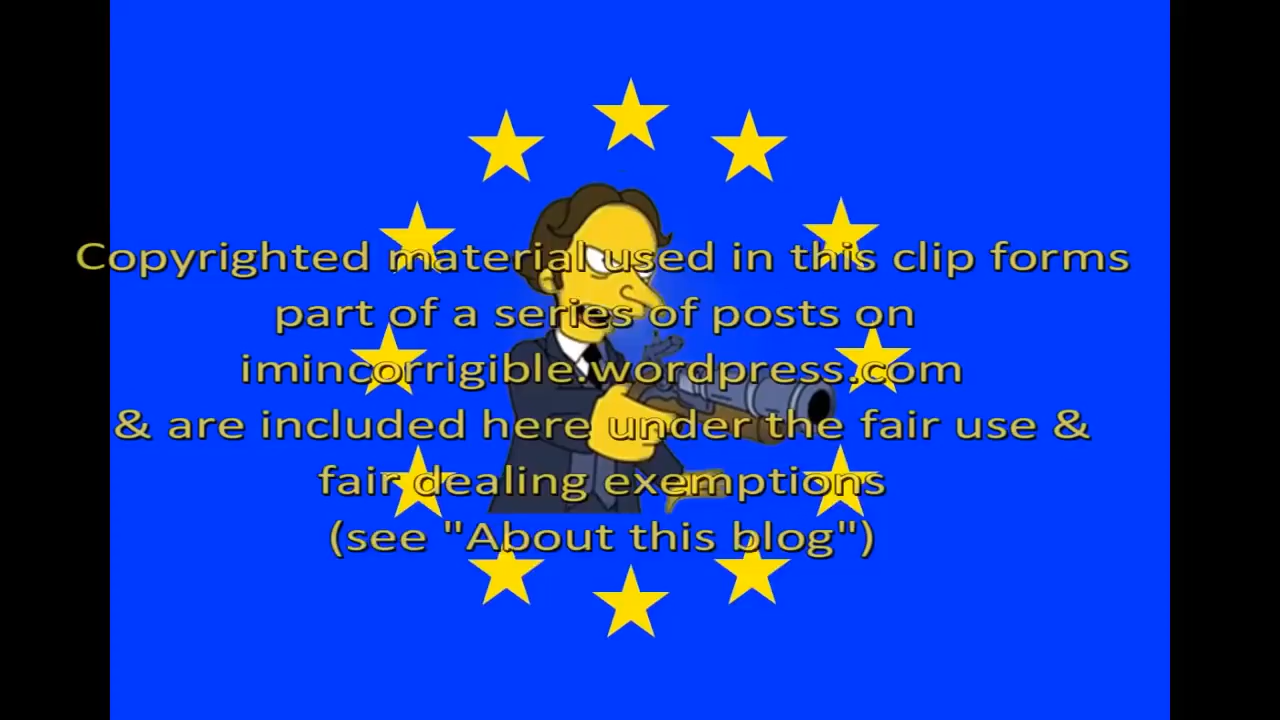 Copyrighted material used in this clip forms
part of a series of posts on
imincorrigible.wordpress.com
& are included here under the fair use &
fair dealing exemptions
(see "About this blog")